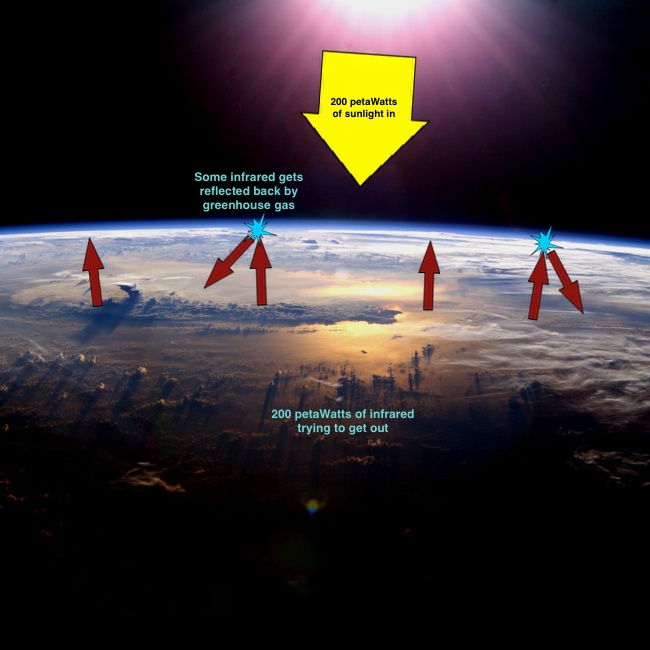 200 petaWatts
of sunlight in
Some infrared gets
reflected back by
greenhouse gas
200 petaWatts of infrared
trying to get out